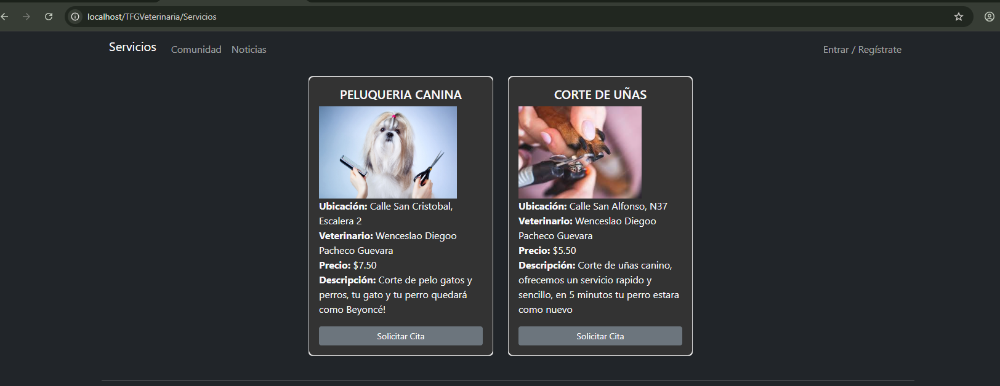 localhost/TFGVeterinaria/Servicios
Servicios Comunidad Noticias Entrar / Regístrate
PELUQUERIA CANINA
Ubicación: Calle San Cristobal,
Escalera 2
Veterinario: Wenceslao Diegoo
Pacheco Guevara
Precio: $7.50
Descripción: Corte de pelo gatos y
perros, tu gato y tu perro quedará
como Beyoncé!
Solicitar Cita
CORTE DE UÑAS
Ubicación: Calle San Alfonso, N37
Veterinario: Wenceslao Diegoo
Pacheco Guevara
Precio: $5.50
Descripción: Corte de uñas canino,
ofrecemos un servicio rapido y
sencillo, en 5 minutos tu perro estara
como nuevo
Solicitar Cita